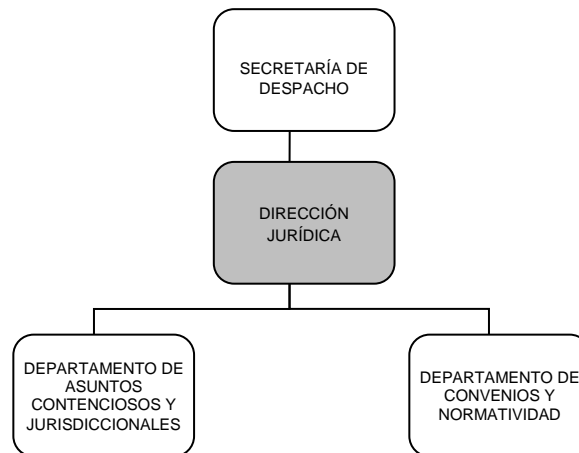 SECRETARÍA DE
DESPACHO
DIRECCIÓN
JURÍDICA
DEPARTAMENTO DE
ASUNTOS
CONTENCIOSOS Y
JURISDICCIONALES
DEPARTAMENTO DE
CONVENIOS Y
NORMATIVIDAD